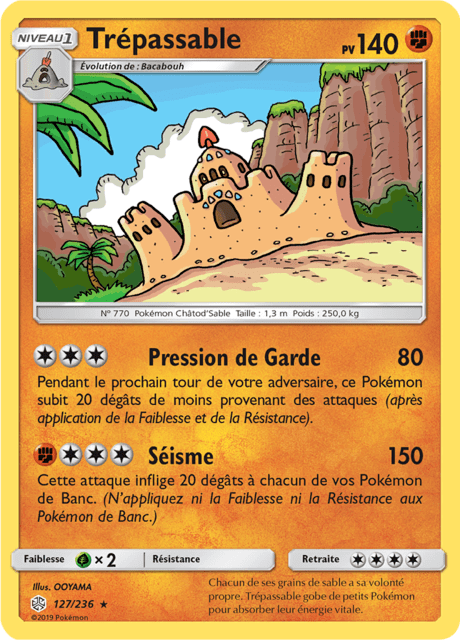 NIVEAU 1
Trépassable
PV 140
Évolution de : Bacabouh
N° 770 Pokémon Châtod'Sable Taille : 1,3 m Poids : 250,0 kg
Pression de Garde 80
Pendant le prochain tour de votre adversaire, ce Pokémon
subit 20 dégâts de moins provenant des attaques (après
application de la Faiblesse et de la Résistance).
Séisme 150
Cette attaque inflige 20 dégâts à chacun de vos Pokémon
de Banc. (N'appliquez ni la Faiblesse ni la Résistance aux
Pokémon de Banc.)
Faiblesse ×2 Résistance Retraite
Illus. OOYAMA
127/236 ★
©2019 Pokémon
Chacun de ses grains de sable a sa volonté
propre. Trépassable gobe de petits Pokémon
pour absorber leur énergie vitale.